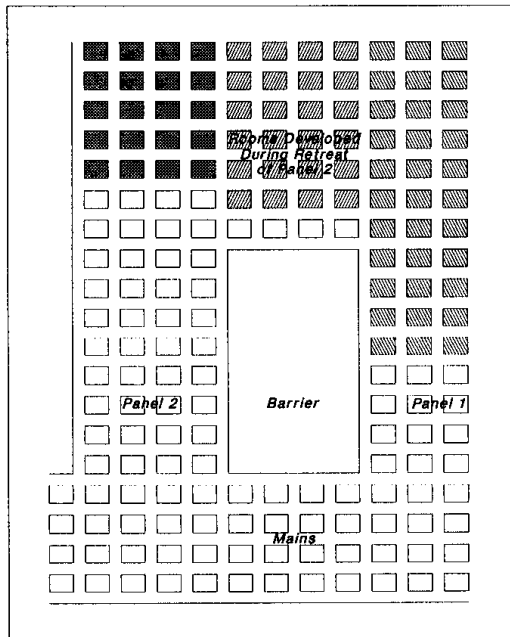 Rooms Developed
During Retreat
of Panel 2
Panel 2
Barrier
Panel 1
Mains